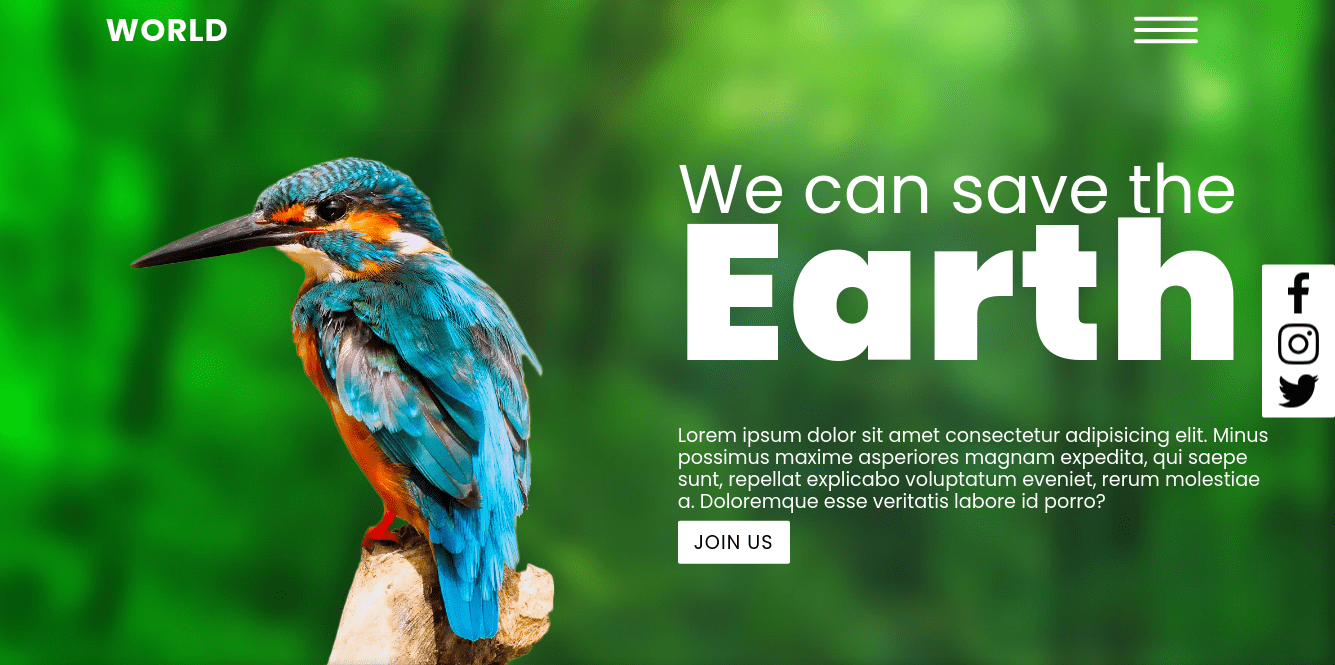 WORLD
We can save the
Earth
Lorem ipsum dolor sit amet consectetur adipisicing elit. Minus
possimus maxime asperiores magnam expedita, qui saepe
sunt, repellat explicabo voluptatum eveniet, rerum molestiae
a. Doloremque esse veritatis labore id porro?
JOIN US